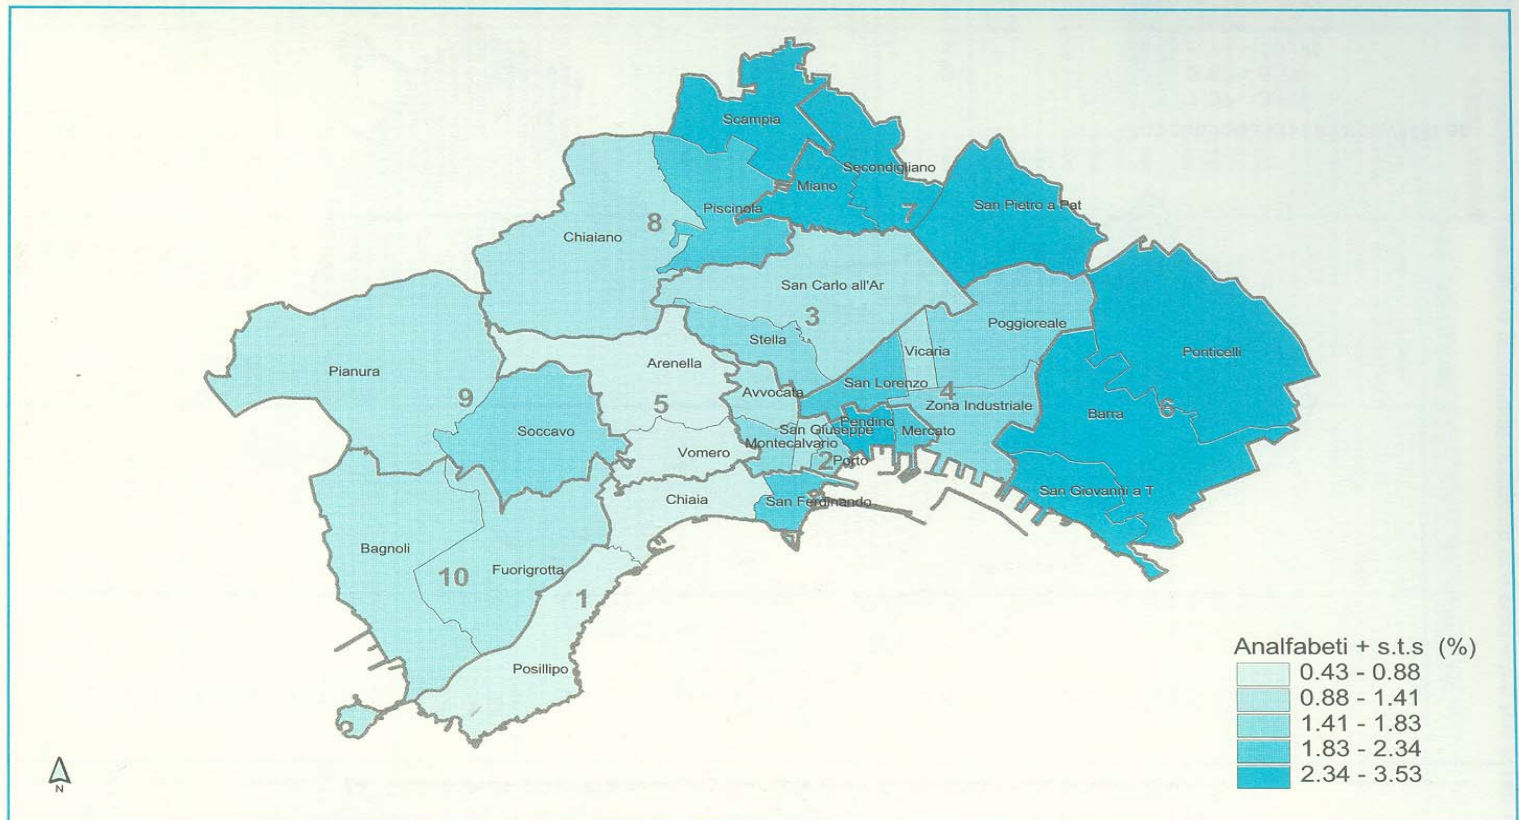 Scampia
Secondigliano
Miano
7
San Pietro a Pat
Piscinola
8
Chiaiano
San Carlo all'Ar
3
Poggioreale
Stella
Vicaria
Ponticelli
Arenella
Pianura
San Lorenzo
Avvocata
4
9
5
Zona Industriale
Barra
6
Soccavo
San Giuseppe
Pendino
Mercato
Montecalvario
Vomero
2
Porto
Chiaia
San Ferdinando
San Giovanni a T
Bagnoli
Fuorigrotta
10
1
Posillipo
Analfabeti + s.t.s (%)
0.43 - 0.88
0.88 - 1.41
1.41 - 1.83
1.83 - 2.34
2.34 - 3.53
N